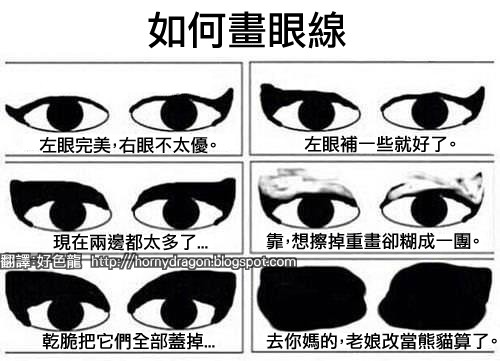 如何畫眼線
左眼完美，右眼不太優。
左眼補一些就好了。
現在兩邊都太多了...
靠，想擦掉重畫卻糊成一團。
翻譯:好色龍 http://hornydragon.blogspot.com
乾脆把它們全部蓋掉...
去你媽的，老娘改當熊貓算了。